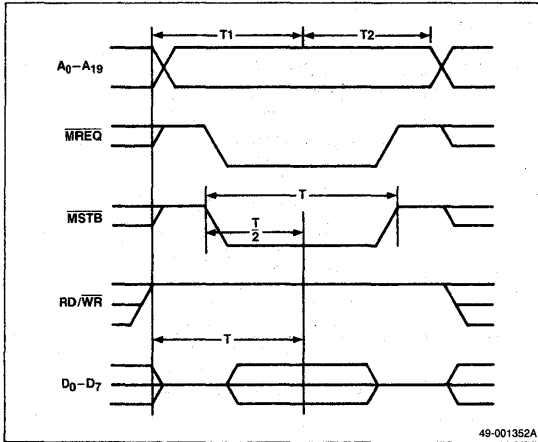 T1 T2
A0–A19
MREQ
T
MSTB
T/2
RD/WR
T
D0–D7
49-001352A